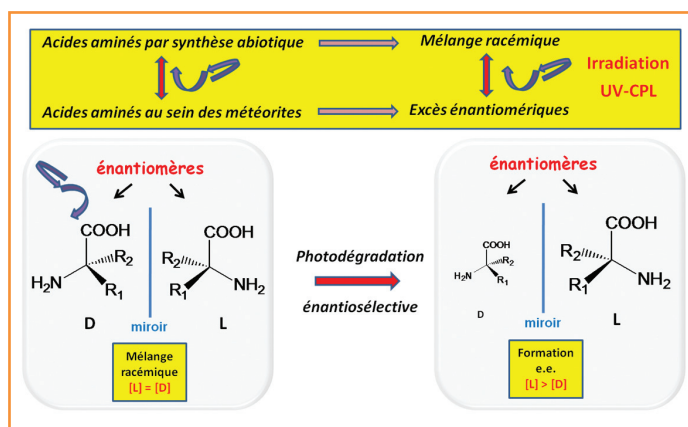 Acides aminés par synthèse abiotique
Mélange racémique
Irradiation
UV-CPL
Acides aminés au sein des météorites
Excès énantiomériques
énantiomères
COOH
R₂
H₂N
R₁
D
COOH
R₂
NH₂
R₁
L
miroir
Mélange
racémique
[L] = [D]
Photodégradation
énantiosélective
énantiomères
COOH
R₂
H₂N
R₁
D
COOH
R₂
NH₂
R₁
L
miroir
Formation
e.e.
[L] > [D]